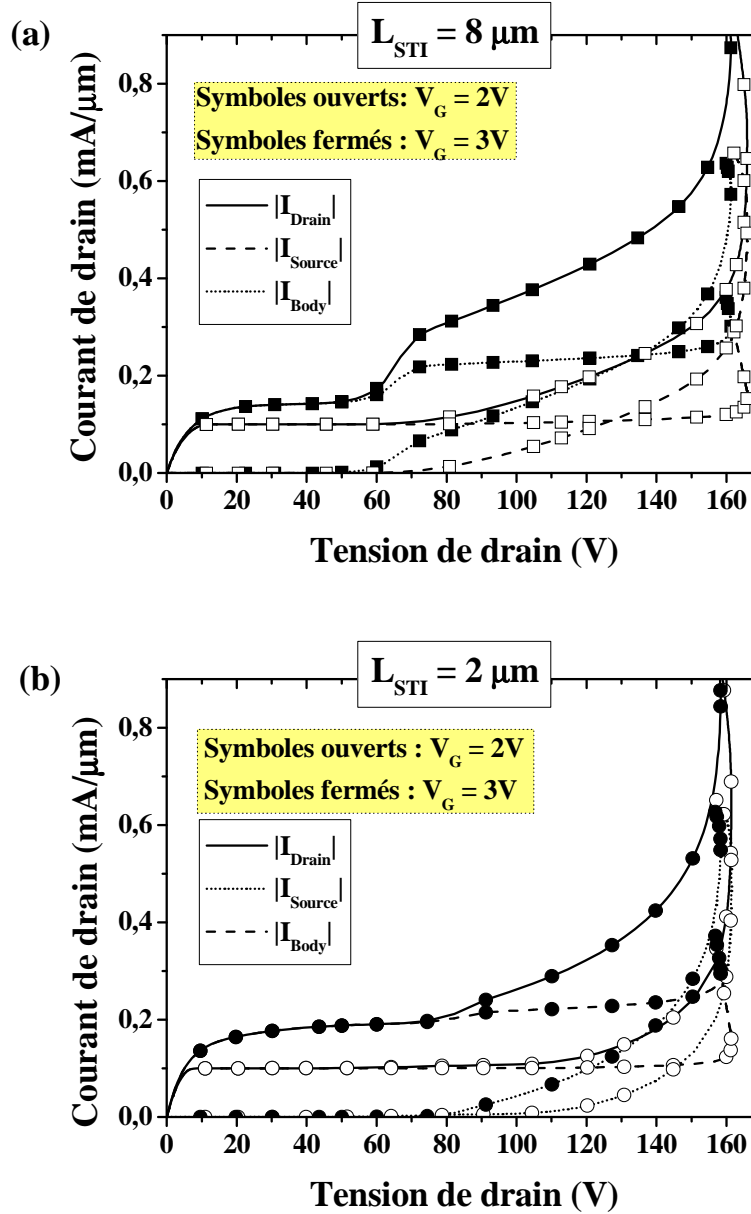 (a)
L_STI = 8 µm
Symboles ouverts: V_G = 2V
Symboles fermés : V_G = 3V
|I_Drain|
|I_Source|
|I_Body|
Courant de drain (mA/µm)
0,8
0,6
0,4
0,2
0,0
0 20 40 60 80 100 120 140 160
Tension de drain (V)
(b)
L_STI = 2 µm
Symboles ouverts : V_G = 2V
Symboles fermés : V_G = 3V
|I_Drain|
|I_Source|
|I_Body|
Courant de drain (mA/µm)
0,8
0,6
0,4
0,2
0,0
0 20 40 60 80 100 120 140 160
Tension de drain (V)